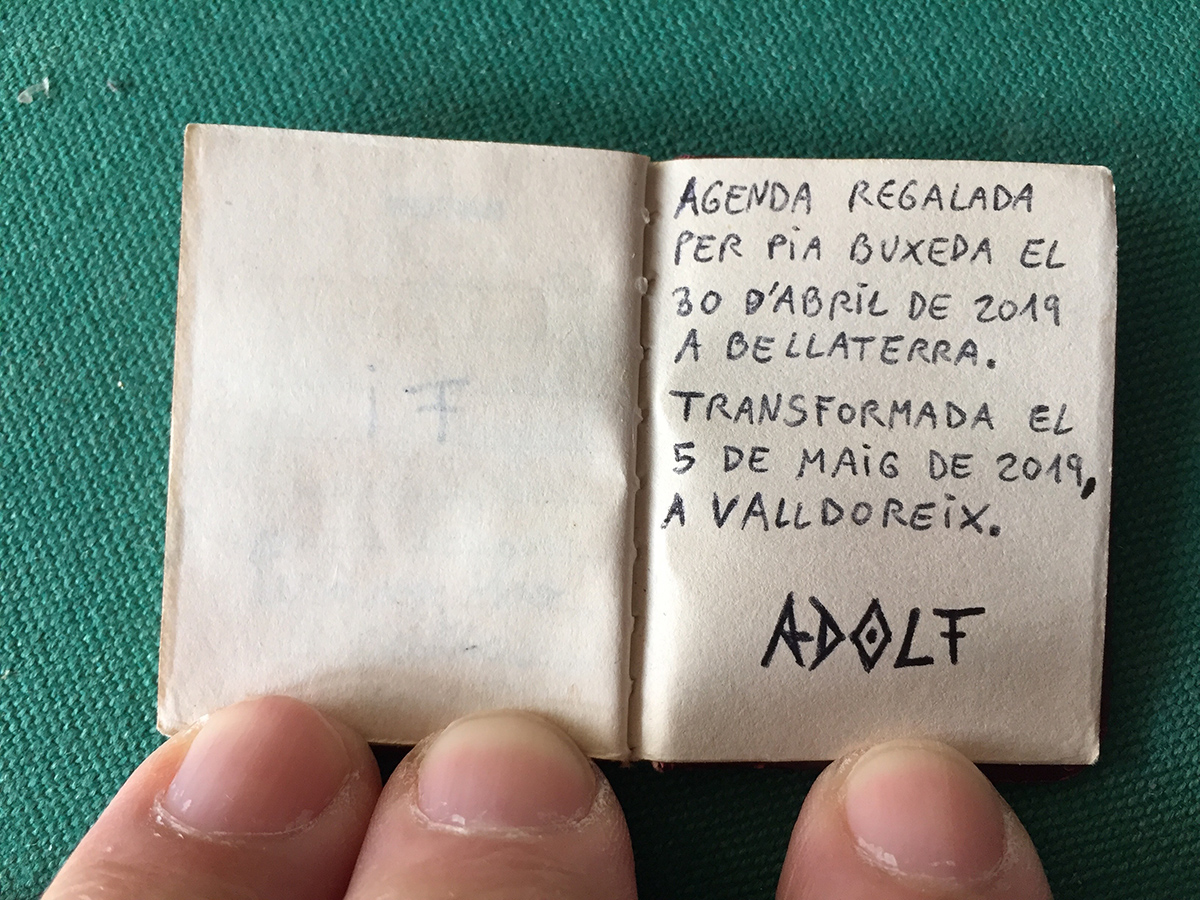 AGENDA REGALADA
PER PiA BUXEDA EL
30 D'ABRiL DE 2019
A BELLATERRA.
TRANSFORMADA EL
5 DE MAiG DE 2019,
A VALLDOREiX.
ADOLF